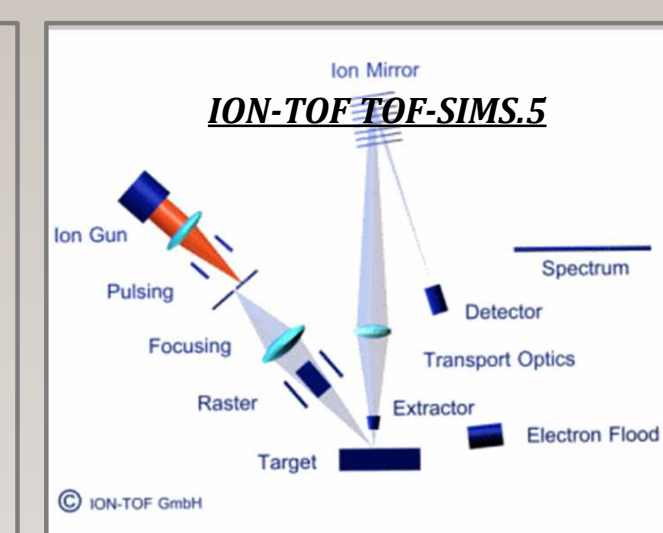 Ion Mirror
ION-TOF TOF-SIMS.5
Ion Gun
Spectrum
Pulsing
Detector
Focusing
Transport Optics
Raster
Extractor
Electron Flood
Target
© ION-TOF GmbH